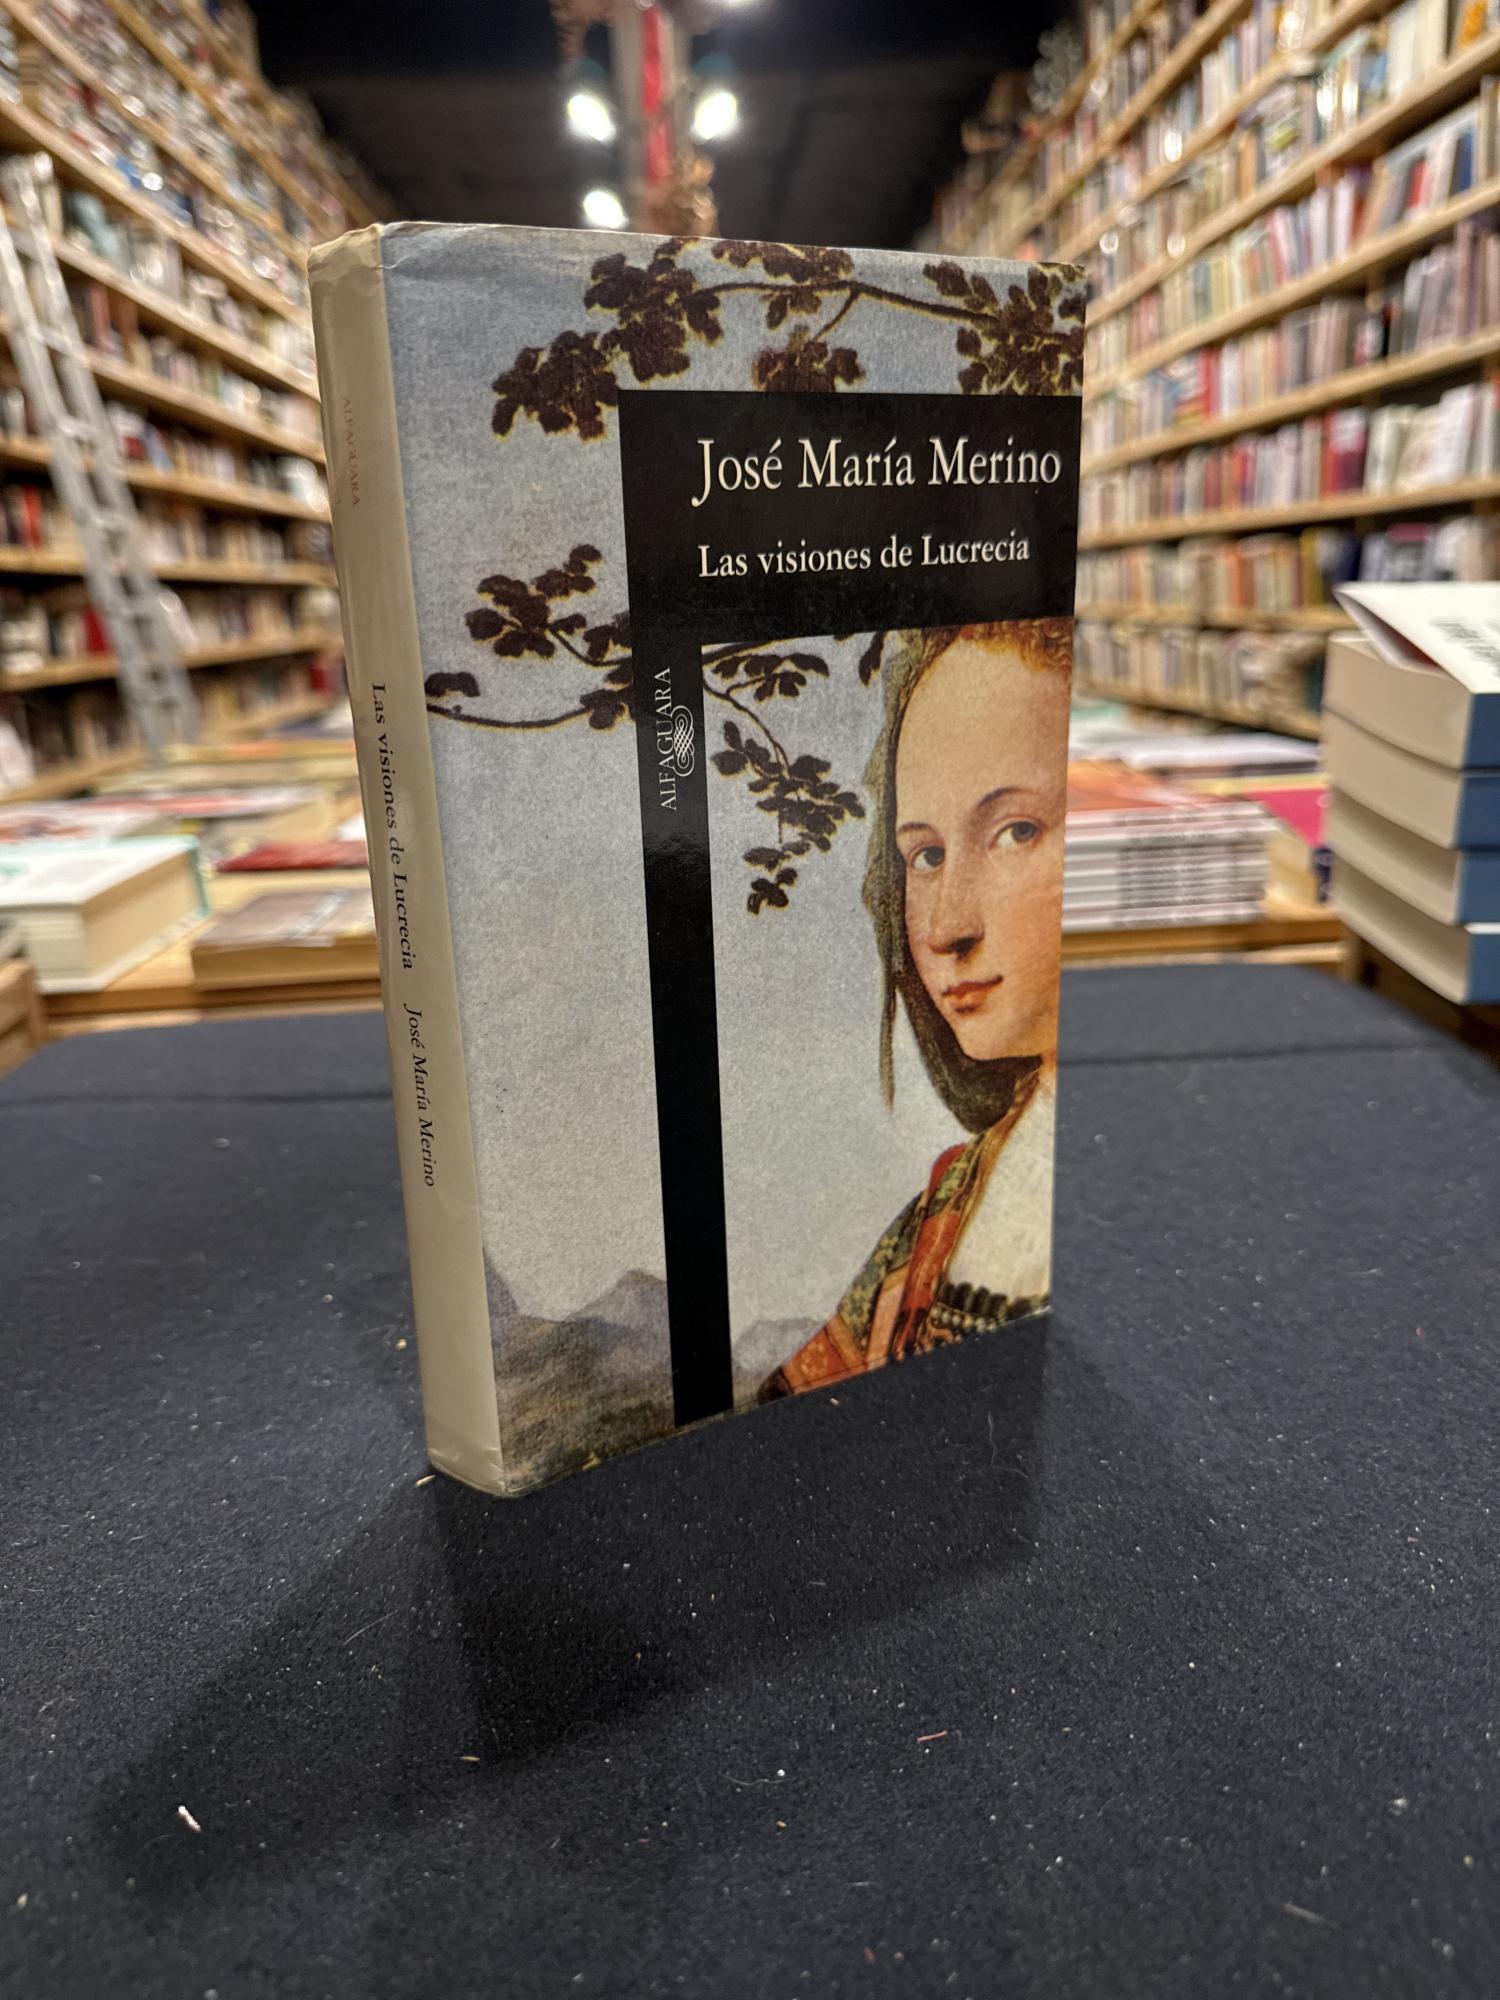 José María Merino
Las visiones de Lucrecia
ALFAGUARA
ALFAGUARA
Las visiones de Lucrecia José María Merino